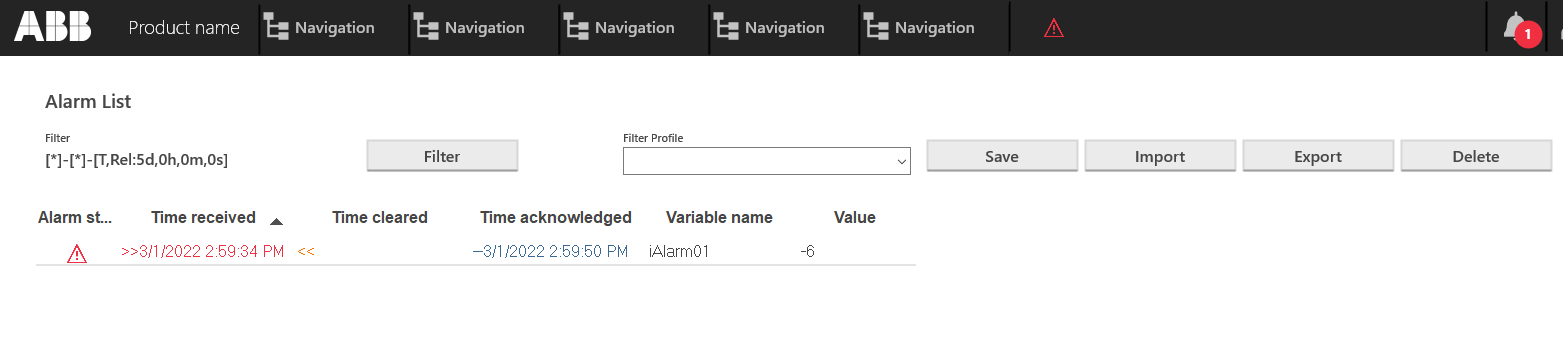 ABB Product name Navigation Navigation Navigation Navigation Navigation 1
Alarm List
Filter Filter Profile
[*]-[*]-[T,Rel:5d,0h,0m,0s] Filter Save Import Export Delete
Alarm st... Time received Time cleared Time acknowledged Variable name Value
>>3/1/2022 2:59:34 PM << --3/1/2022 2:59:50 PM iAlarm01 -6